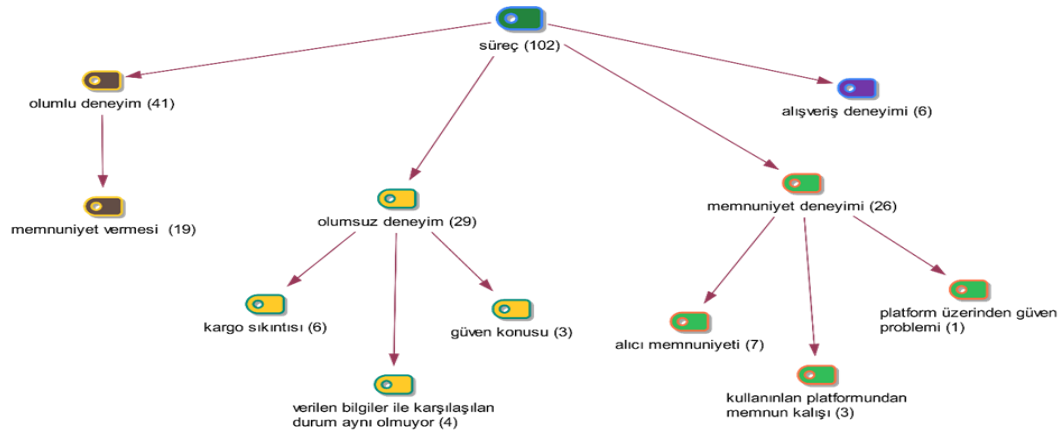 süreç (102)
olumlu deneyim (41)
alışveriş deneyimi (6)
memnuniyet vermesi (19)
olumsuz deneyim (29)
memnuniyet deneyimi (26)
kargo sıkıntısı (6)
güven konusu (3)
verilen bilgiler ile karşılaşılan
durum aynı olmuyor (4)
alıcı memnuniyeti (7)
kullanınlan platformundan
memnun kalışı (3)
platform üzerinden güven
problemi (1)